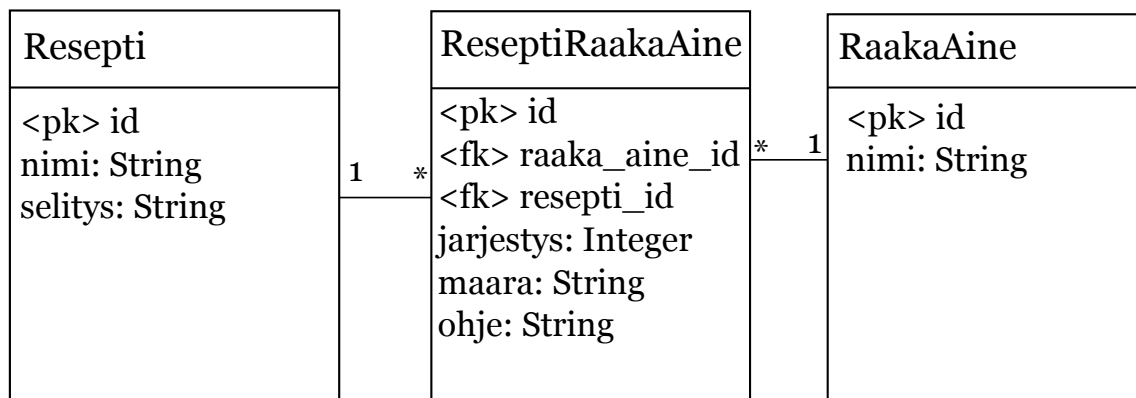 Resepti
<pk> id
nimi: String
selitys: String
1
*
ReseptiRaakaAine
<pk> id
<fk> raaka_aine_id
<fk> resepti_id
jarjestys: Integer
maara: String
ohje: String
*
1
RaakaAine
<pk> id
nimi: String